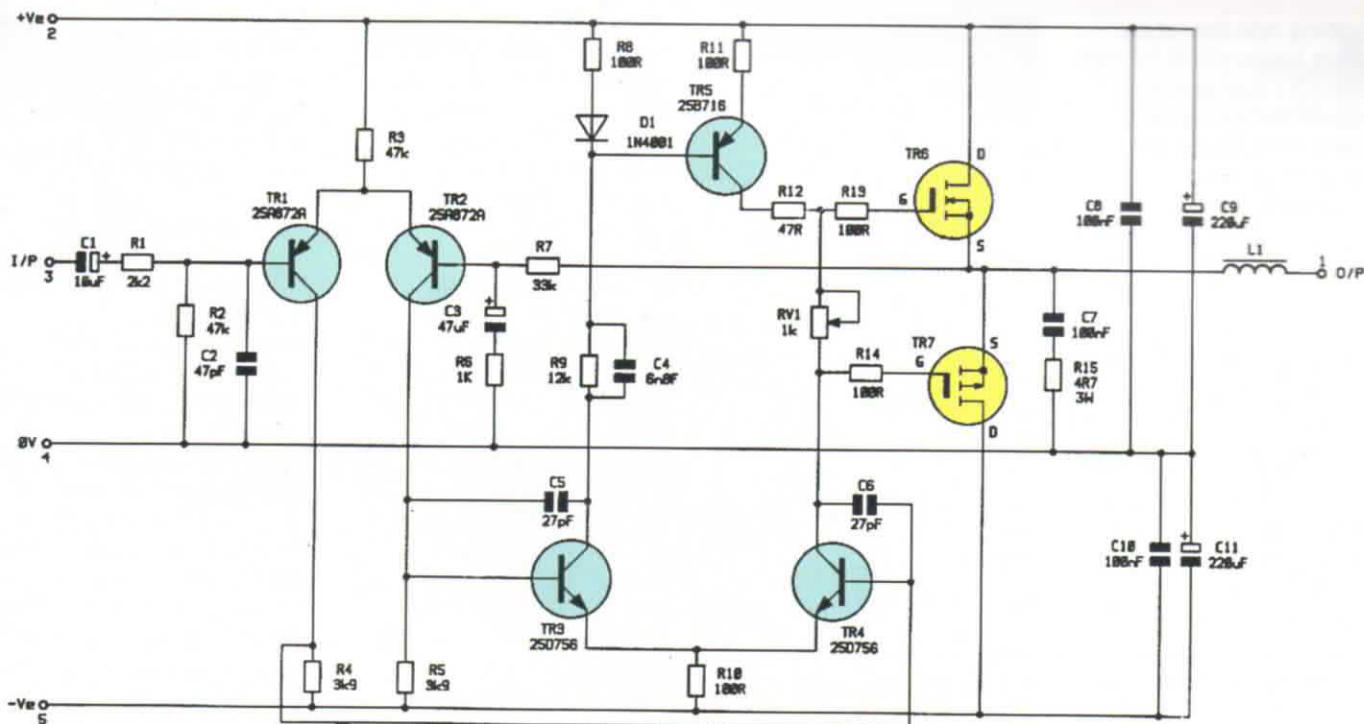 +Ve
2
R8
100R
R11
100R
TR5
2SB716
D1
1N4001
R3
47k
TR6
D
G
S
R12
47R
R13
100R
C8
100nF
C9
220uF
TR1
2SA872A
TR2
2SA872A
I/P
3
C1
+
10uF
R1
2k2
R7
33k
L1
1
O/P
R2
47k
C2
47pF
C3
+
47uF
R6
1K
R9
12k
C4
6n8F
RV1
1k
R14
100R
TR7
G
S
D
C7
100nF
R15
4R7
3W
0V
4
C5
27pF
C6
27pF
C10
100nF
C11
220uF
TR3
2SD756
TR4
2SD756
R4
3k9
R5
3k9
R10
100R
-Ve
5